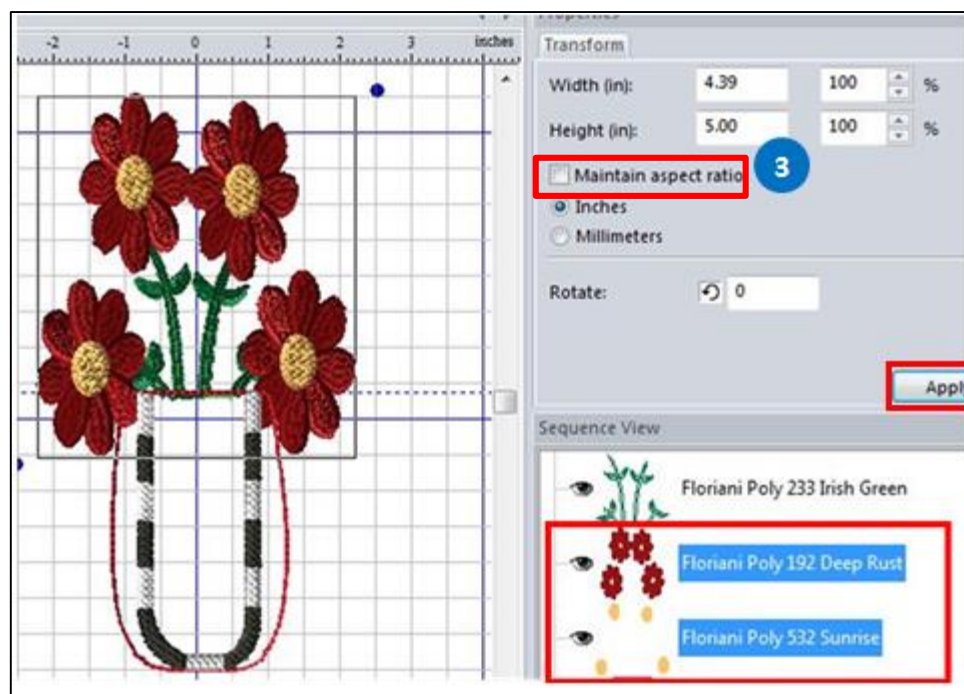 Properties
-2 -1 0 1 2 3 inches
Transform
Width (in): 4.39 100 %
Height (in): 5.00 100 %
Maintain aspect ratio
3
Inches
Millimeters
Rotate: 0
Apply
Sequence View
Floriani Poly 233 Irish Green
Floriani Poly 192 Deep Rust
Floriani Poly 532 Sunrise